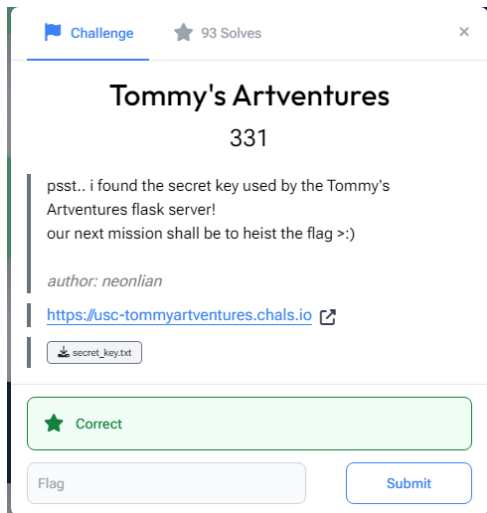 Challenge
93 Solves
×
Tommy's Artventures
331
psst.. i found the secret key used by the Tommy's
Artventures flask server!
our next mission shall be to heist the flag >:)
author: neonlian
https://usc-tommyartventures.chals.io
secret_key.txt
Correct
Flag
Submit